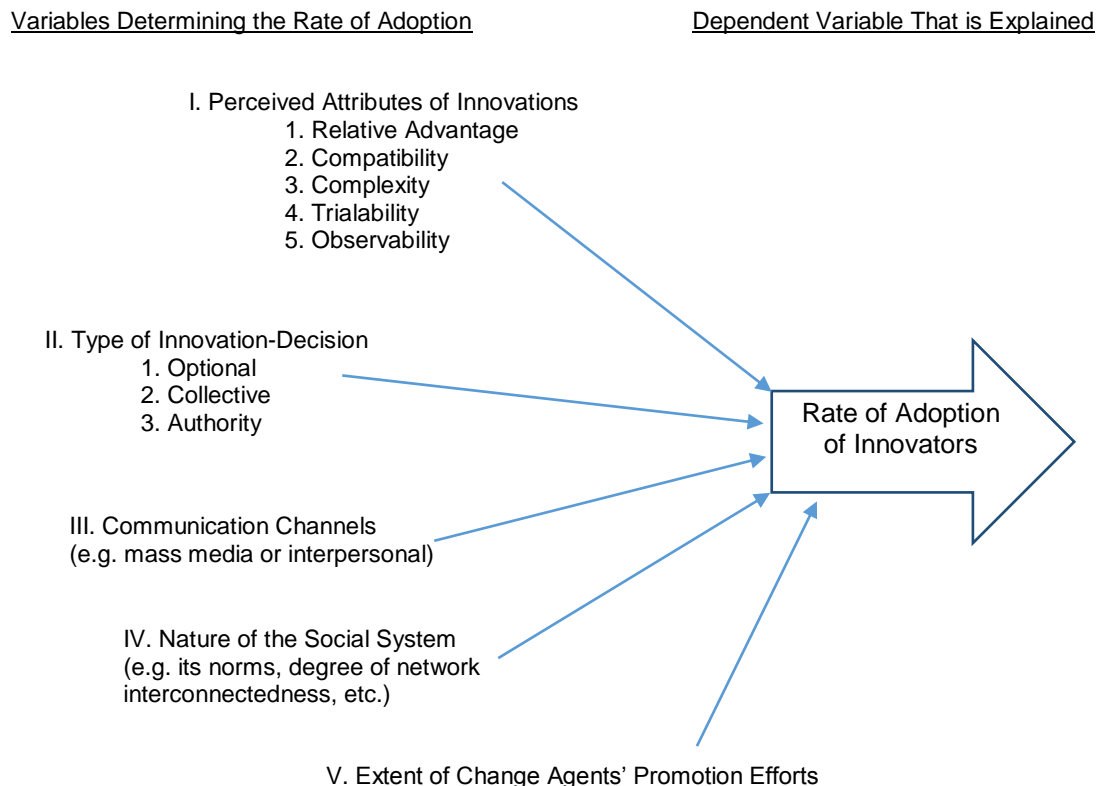 Variables Determining the Rate of Adoption
Dependent Variable That is Explained
I. Perceived Attributes of Innovations
1. Relative Advantage
2. Compatibility
3. Complexity
4. Trialability
5. Observability
II. Type of Innovation-Decision
1. Optional
2. Collective
3. Authority
Rate of Adoption
of Innovators
III. Communication Channels
(e.g. mass media or interpersonal)
IV. Nature of the Social System
(e.g. its norms, degree of network
interconnectedness, etc.)
V. Extent of Change Agents’ Promotion Efforts